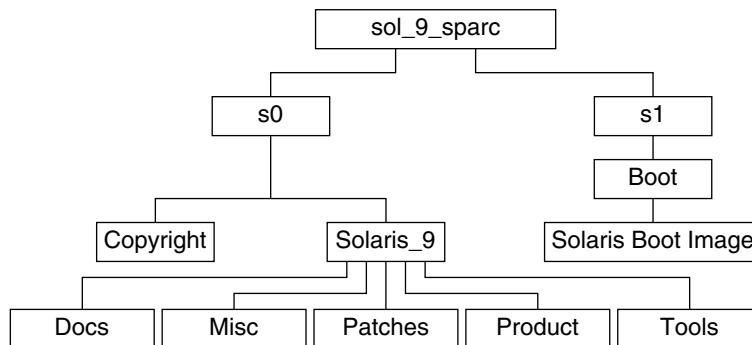 sol_9_sparc
s0
s1
Boot
Copyright
Solaris_9
Solaris Boot Image
Docs
Misc
Patches
Product
Tools